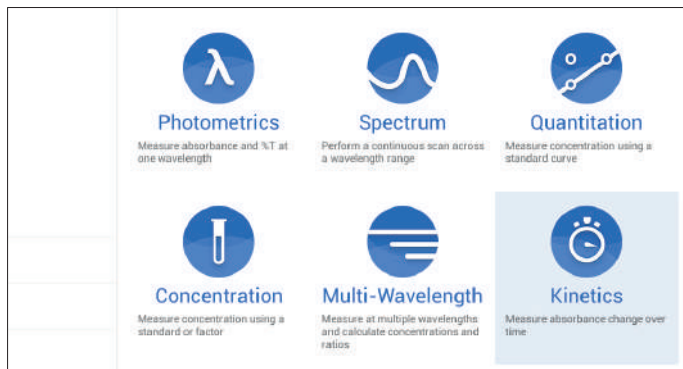 λ
Photometrics
Measure absorbance and %T at
one wavelength
Spectrum
Perform a continuous scan across
a wavelength range
Quantitation
Measure concentration using a
standard curve
Concentration
Measure concentration using a
standard or factor
Multi-Wavelength
Measure at multiple wavelengths
and calculate concentrations and
ratios
Kinetics
Measure absorbance change over
time